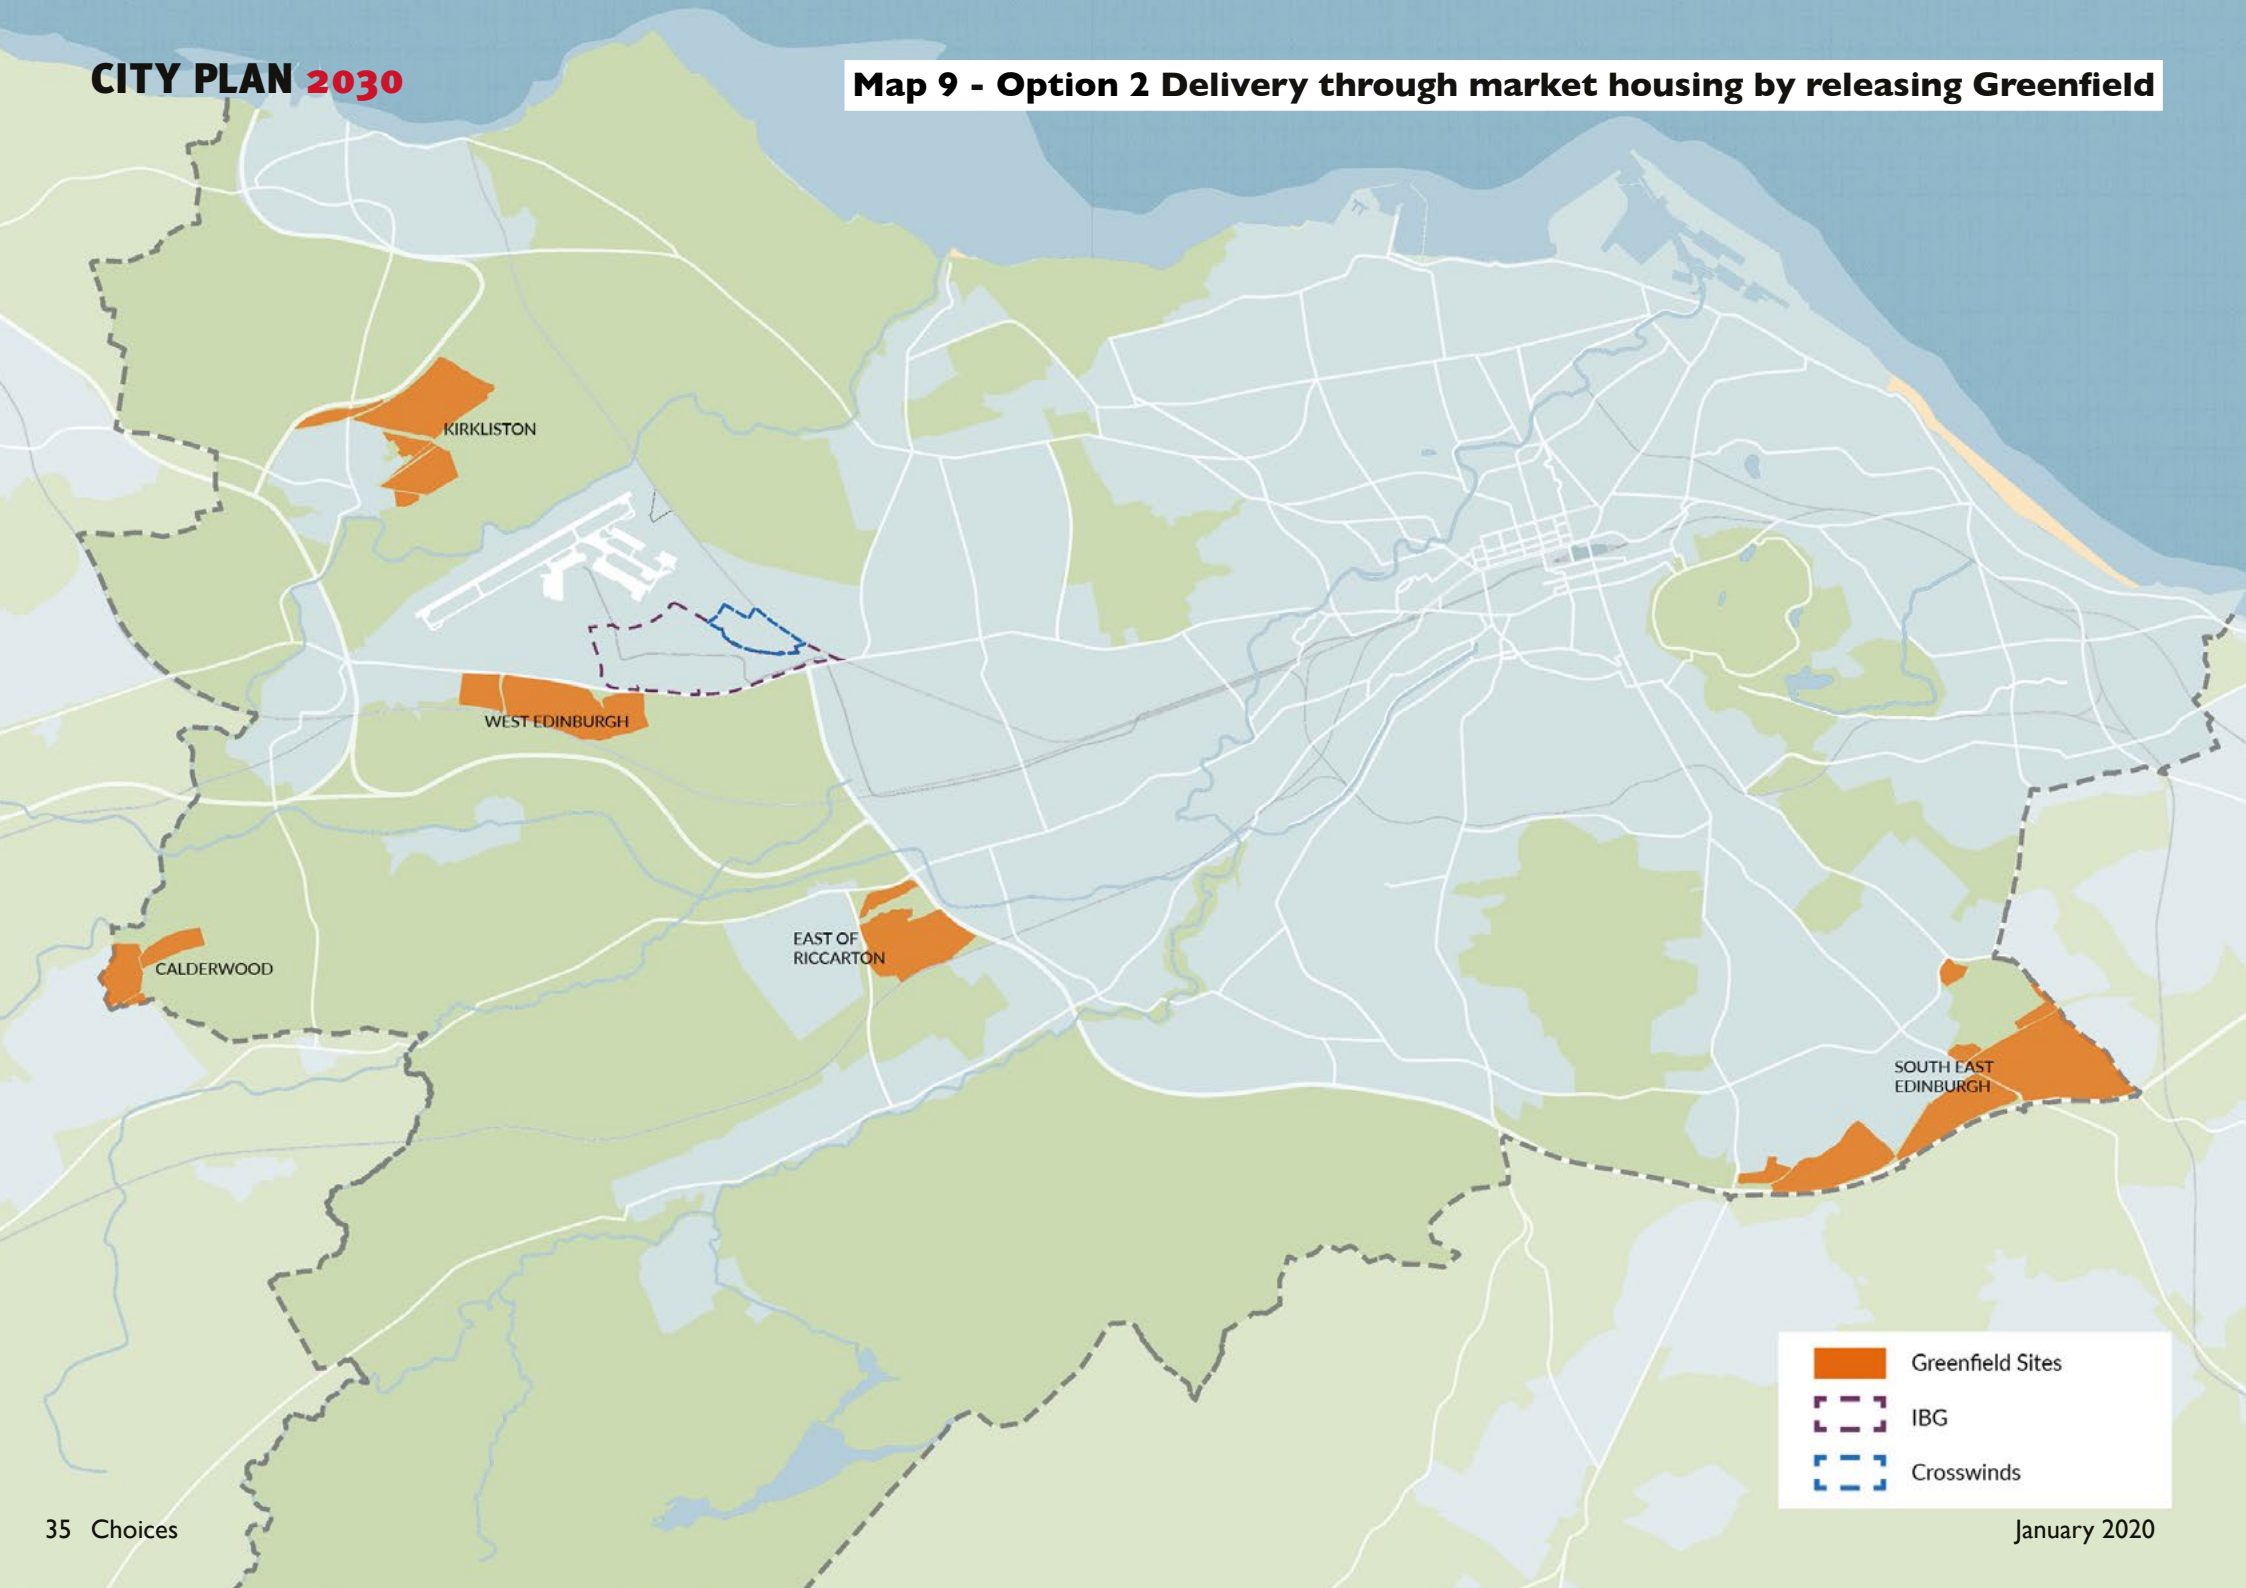 CITY PLAN 2030
Map 9 - Option 2 Delivery through market housing by releasing Greenfield
KIRKLISTON
WEST EDINBURGH
EAST OF
RICCARTON
CALDERWOOD
SOUTH EAST
EDINBURGH
Greenfield Sites
IBG
Crosswinds
35 Choices
January 2020